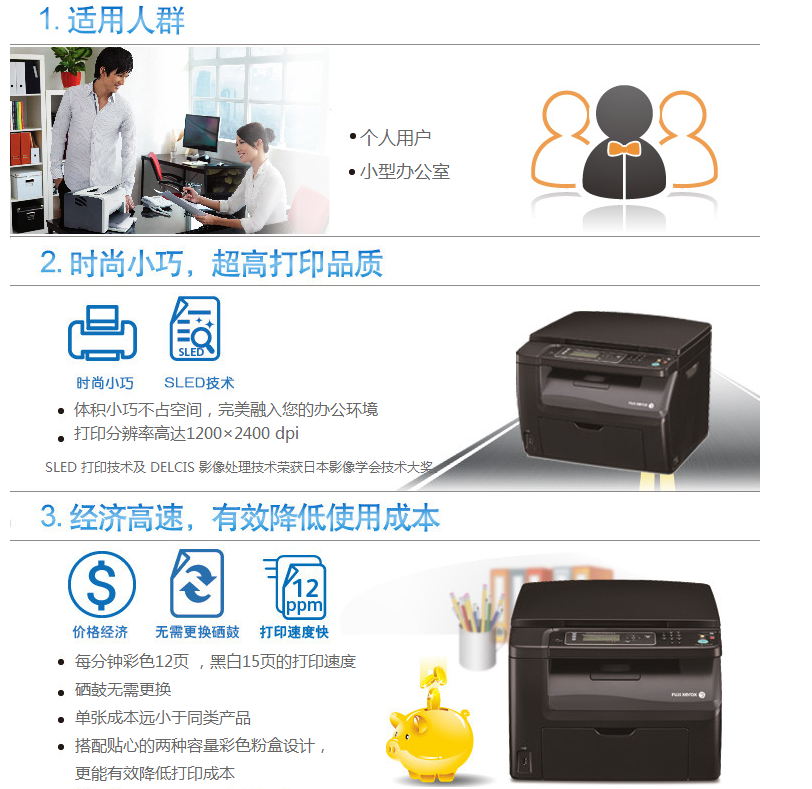 1. 适用人群
•个人用户
•小型办公室
2. 时尚小巧，超高打印品质
SLED
时尚小巧 SLED技术
• 体积小巧不占空间，完美融入您的办公环境
• 打印分辨率高达1200×2400 dpi
SLED 打印技术及 DELCIS 影像处理技术荣获日本影像学会技术大奖。
FUJI XEROX
3. 经济高速，有效降低使用成本
$
12
ppm
价格经济 无需更换硒鼓 打印速度快
• 每分钟彩色12页 ，黑白15页的打印速度
• 硒鼓无需更换
• 单张成本远小于同类产品
• 搭配贴心的两种容量彩色粉盒设计，
更能有效降低打印成本
FUJI XEROX